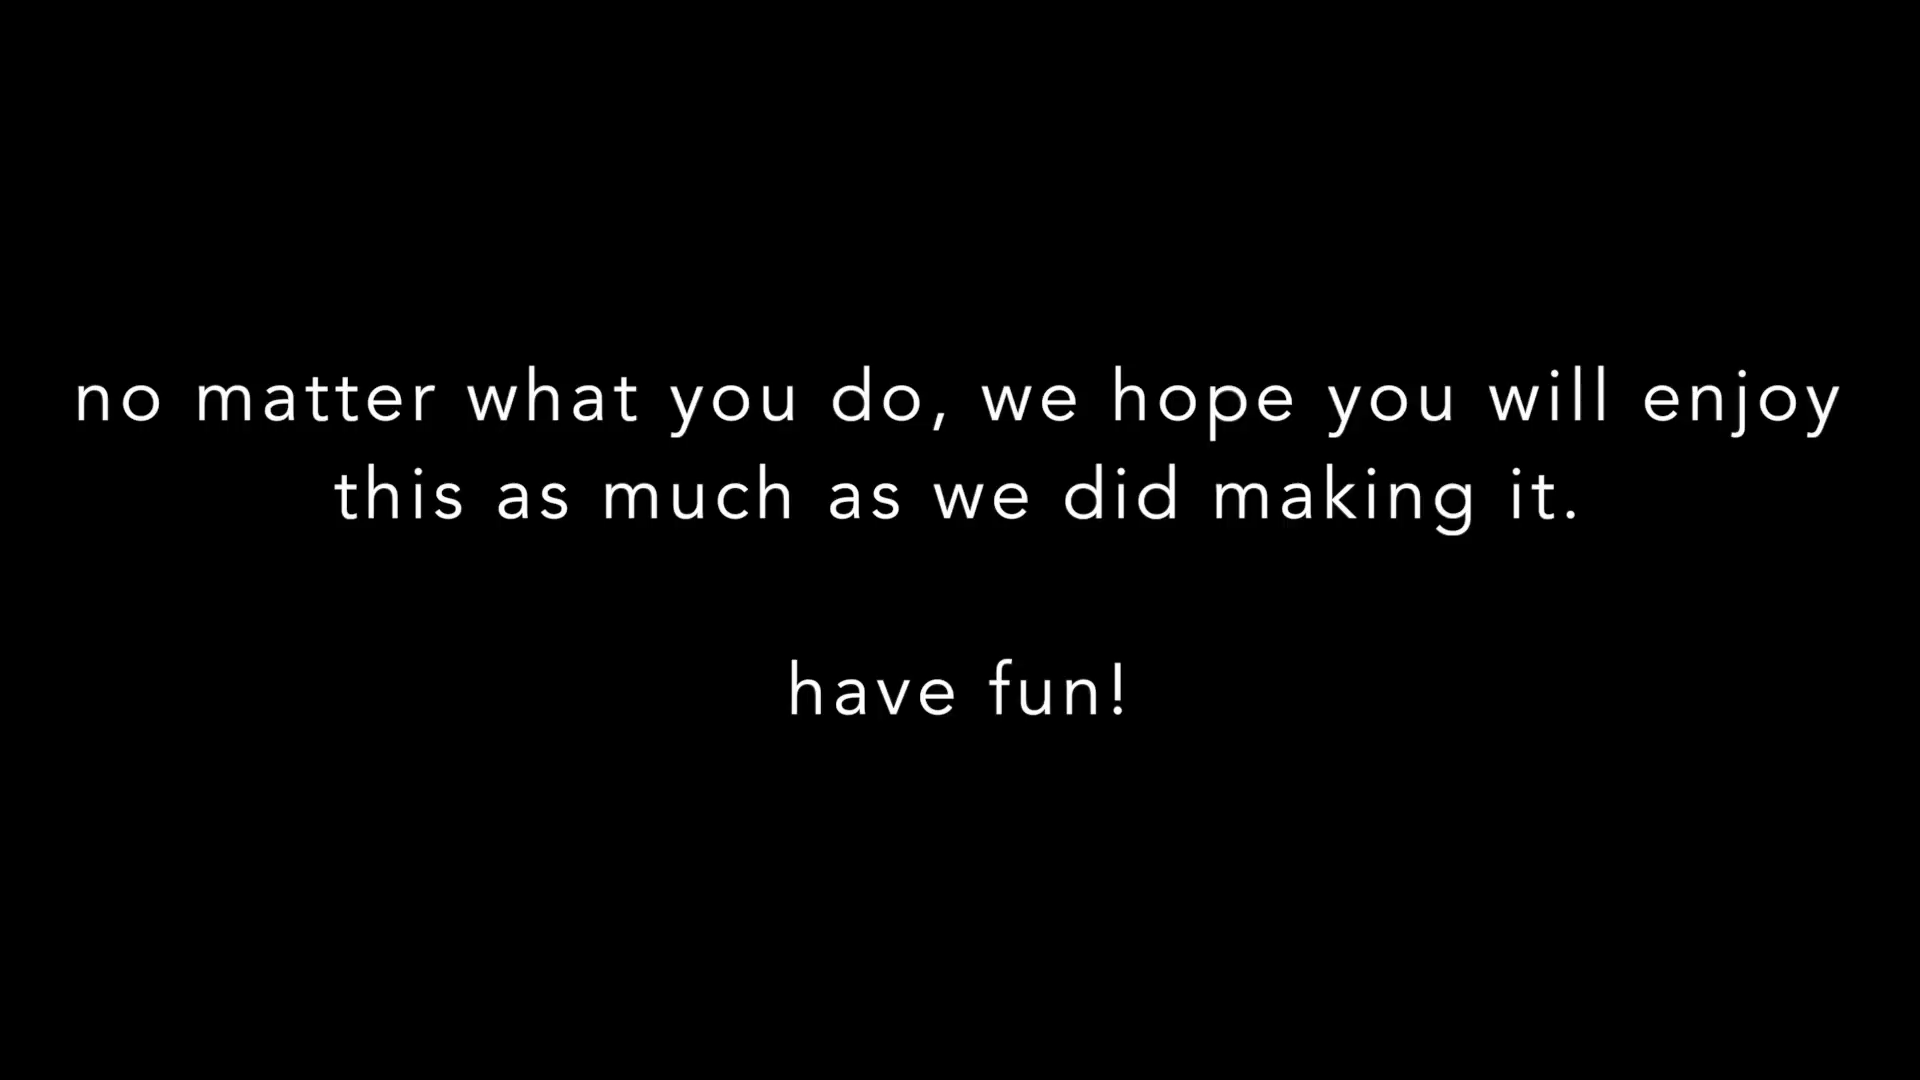 no matter what you do, we hope you will enjoy
this as much as we did making it.
have fun!